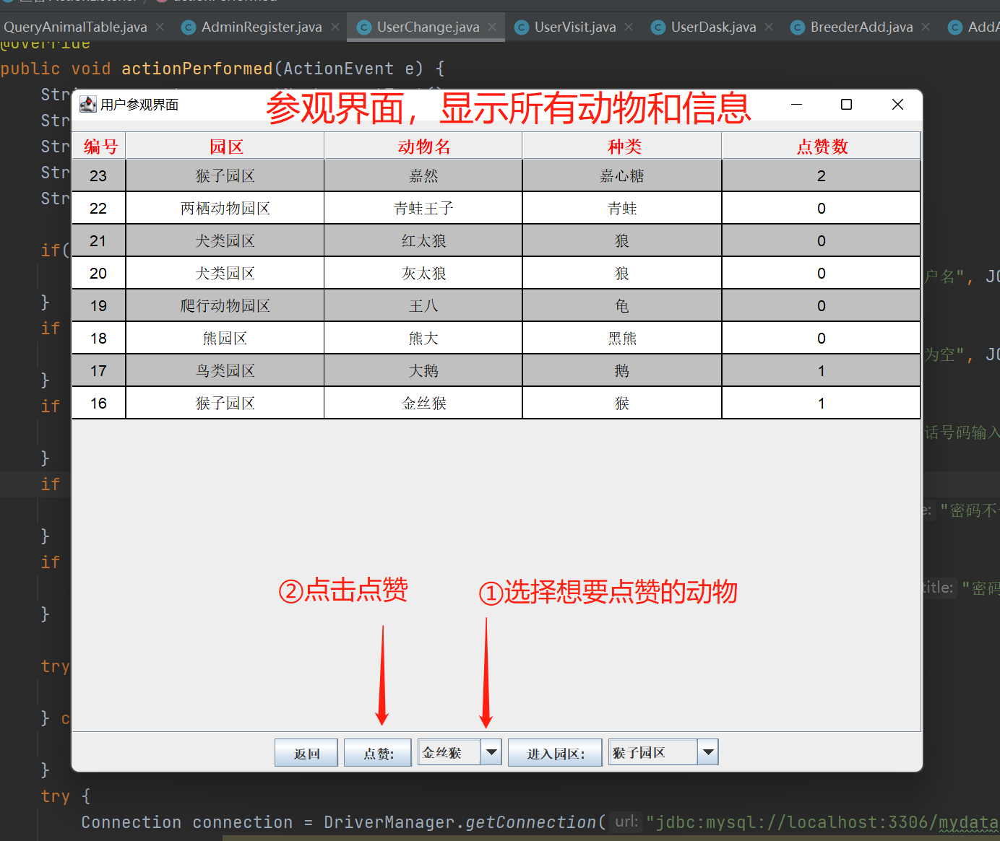 actionPerformed
QueryAnimalTable.java × AdminRegister.java × UserChange.java × UserVisit.java × UserDask.java × BreederAdd.java × AddA
@Override
public void actionPerformed(ActionEvent e) {
Stri
用户参观界面
参观界面，显示所有动物和信息
Str
编号 园区 动物名 种类 点赞数
Str
23 猴子园区 嘉然 嘉心糖 2
Str
22 两栖动物园区 青蛙王子 青蛙 0
Str
21 犬类园区 红太狼 狼 0
if(
20 犬类园区 灰太狼 狼 0
户名", JO
19 爬行动物园区 王八 龟 0
}
if
18 熊园区 熊大 黑熊 0
为空", JO
17 鸟类园区 大鹅 鹅 1
}
16 猴子园区 金丝猴 猴 1
if
话号码输入
}
if
e: "密码不
}
if
②点击点赞 ①选择想要点赞的动物
title: "密码
}
try
} c
返回 点赞: 金丝猴 进入园区: 猴子园区
}
try {
Connection connection = DriverManager.getConnection( url: "jdbc:mysql://localhost:3306/mydata